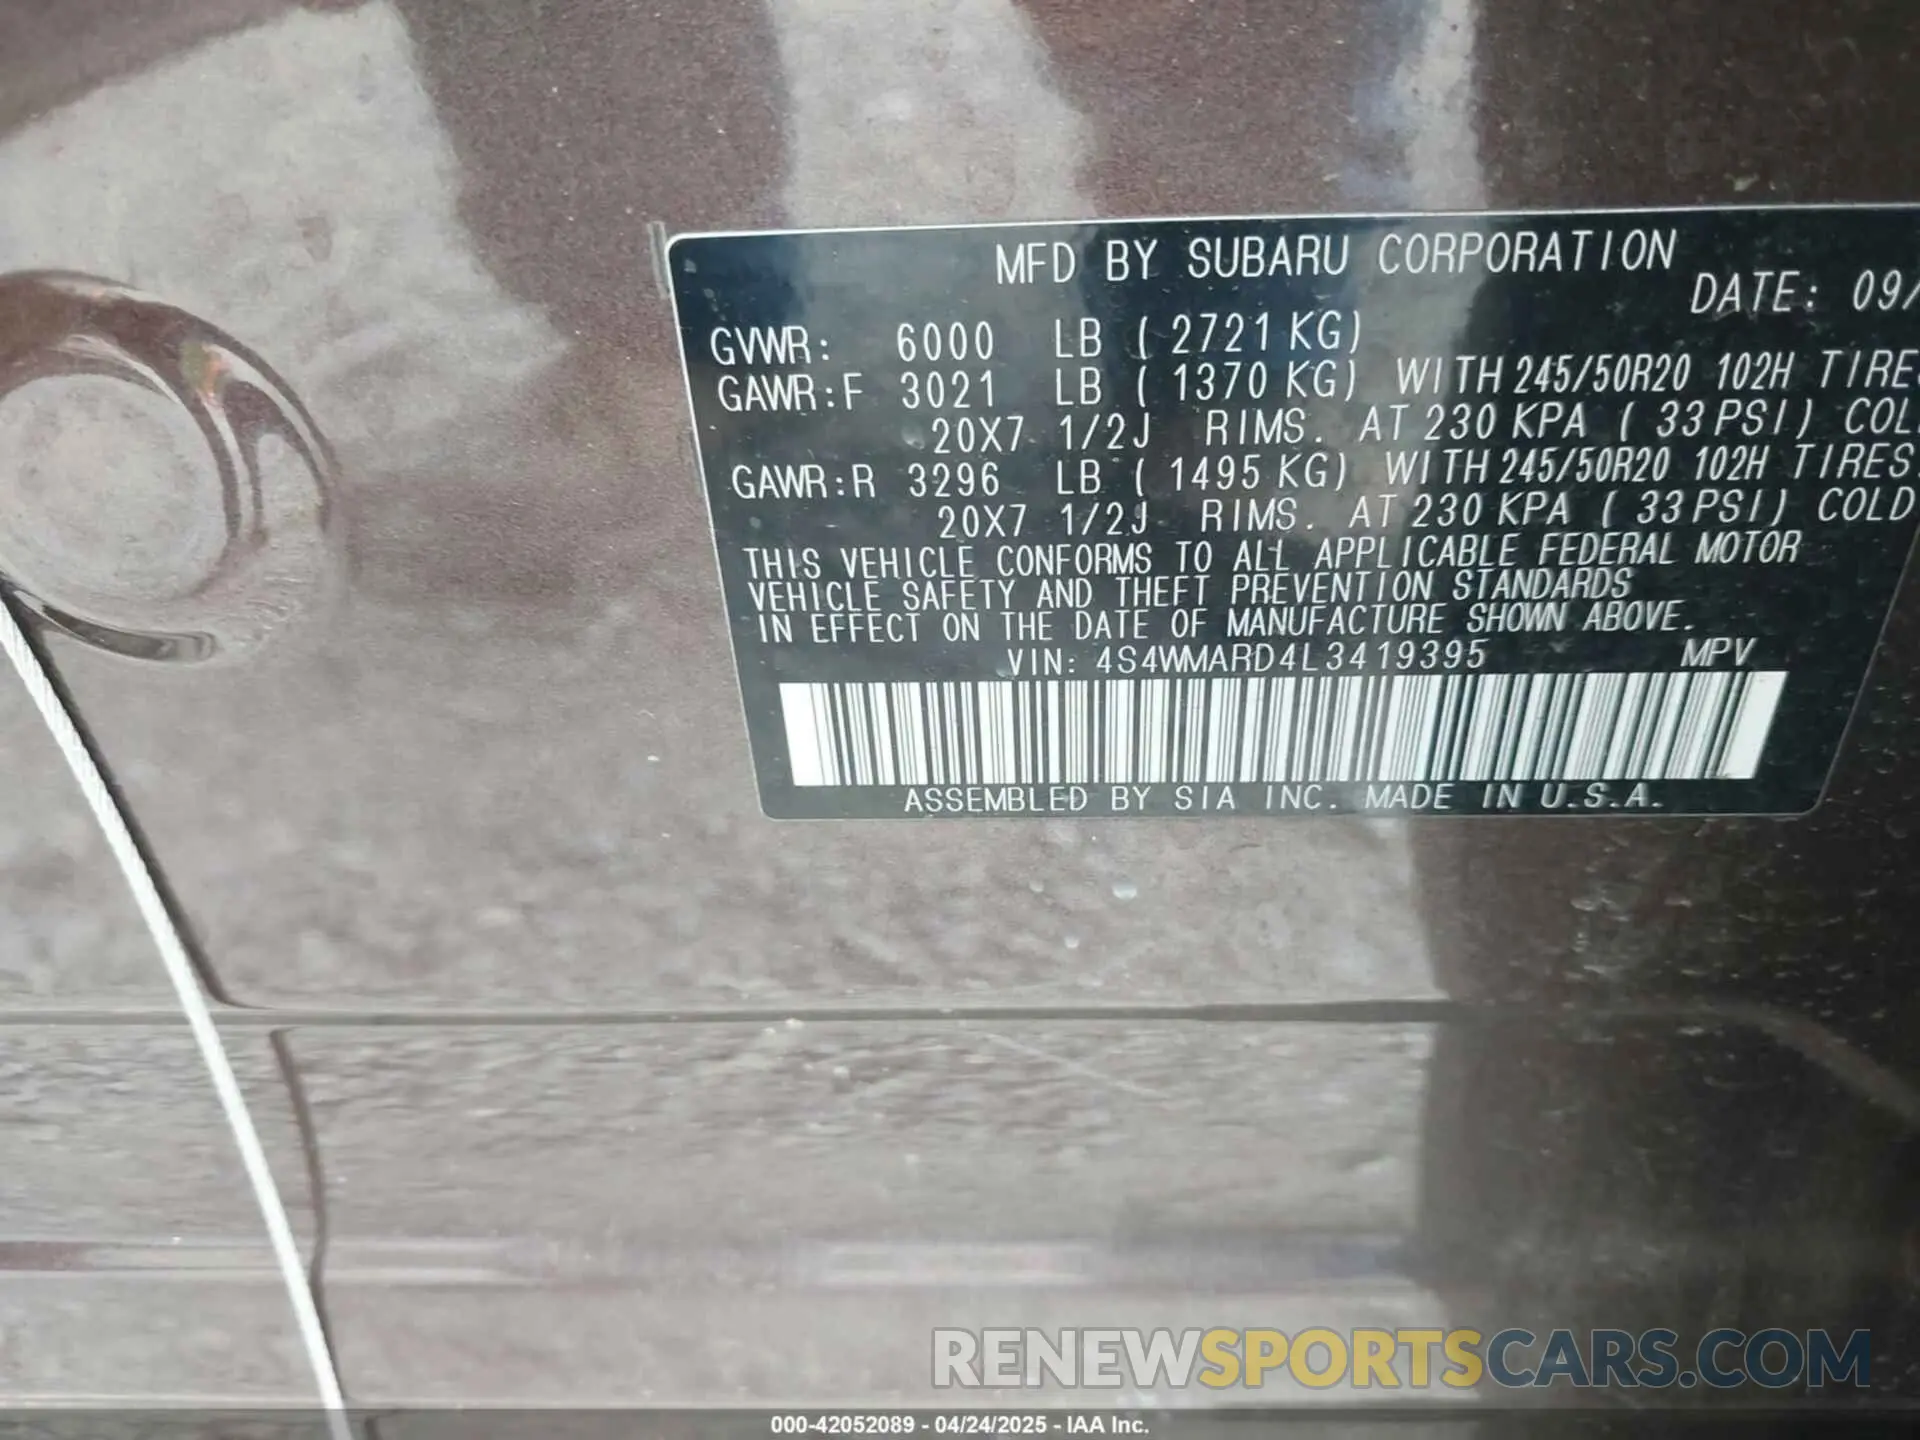 MFD BY SUBARU CORPORATION
DATE: 09/
GVWR: 6000 LB ( 2721 KG)
GAWR:F 3021 LB ( 1370 KG) WITH 245/50R20 102H TIRES
20X7 1/2J RIMS. AT 230 KPA ( 33 PSI) COL
GAWR:R 3296 LB ( 1495 KG) WITH 245/50R20 102H TIRES
20X7 1/2J RIMS. AT 230 KPA ( 33 PSI) COLD
THIS VEHICLE CONFORMS TO ALL APPLICABLE FEDERAL MOTOR
VEHICLE SAFETY AND THEFT PREVENTION STANDARDS
IN EFFECT ON THE DATE OF MANUFACTURE SHOWN ABOVE.
VIN: 4S4WMARD4L3419395 MPV
ASSEMBLED BY SIA INC. MADE IN U.S.A.
RENEWSPORTSCARS.COM
000-42052089 - 04/24/2025 - IAA Inc.